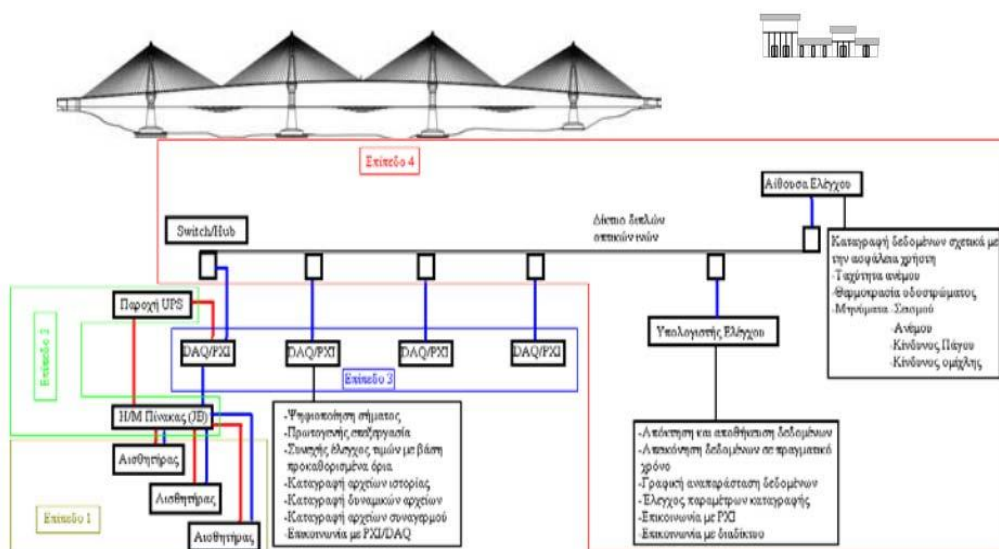 Επίπεδο 4
Αίθουσα Ελέγχου
Switch/Hub
Δίκτυο διπλών
οπτικών ινών
Καταγραφή δεδομένων σχετικά με
την ασφάλεια χρήστη
-Ταχύτητα ανέμου
-Θερμοκρασία οδοστρώματος
-Μηνύματα -Σεισμού
-Ανέμου
-Κίνδυνος Πάγου
-Κίνδυνος ομίχλης
Παροχή UPS
Επίπεδο 2
DAQ/PXI
DAQ/PXI
DAQ/PXI
DAQ/PXI
Υπολογιστής Ελέγχου
Επίπεδο 3
Η/Μ Πίνακας (JB)
-Ψηφιοποίηση σήματος
-Πρωτογενής επεξεργασία
-Συνεχής έλεγχος τιμών με βάση
προκαθορισμένα όρια
-Καταγραφή αρχείων ιστορίας
-Καταγραφή δυναμικών αρχείων
-Καταγραφή αρχείων συναγερμού
-Επικοινωνία με PXI/DAQ
-Απόκτηση και αποθήκευση δεδομένων
-Απεικόνηση δεδομένων σε πραγματικό
χρόνο
-Γραφική αναπαράσταση δεδομένων
-Έλεγχος παραμέτρων καταγραφής
-Επικοινωνία με PXI
-Επικοινωνία με διαδίκτυο
Αισθητήρας
Αισθητήρας
Αισθητήρας
Επίπεδο 1